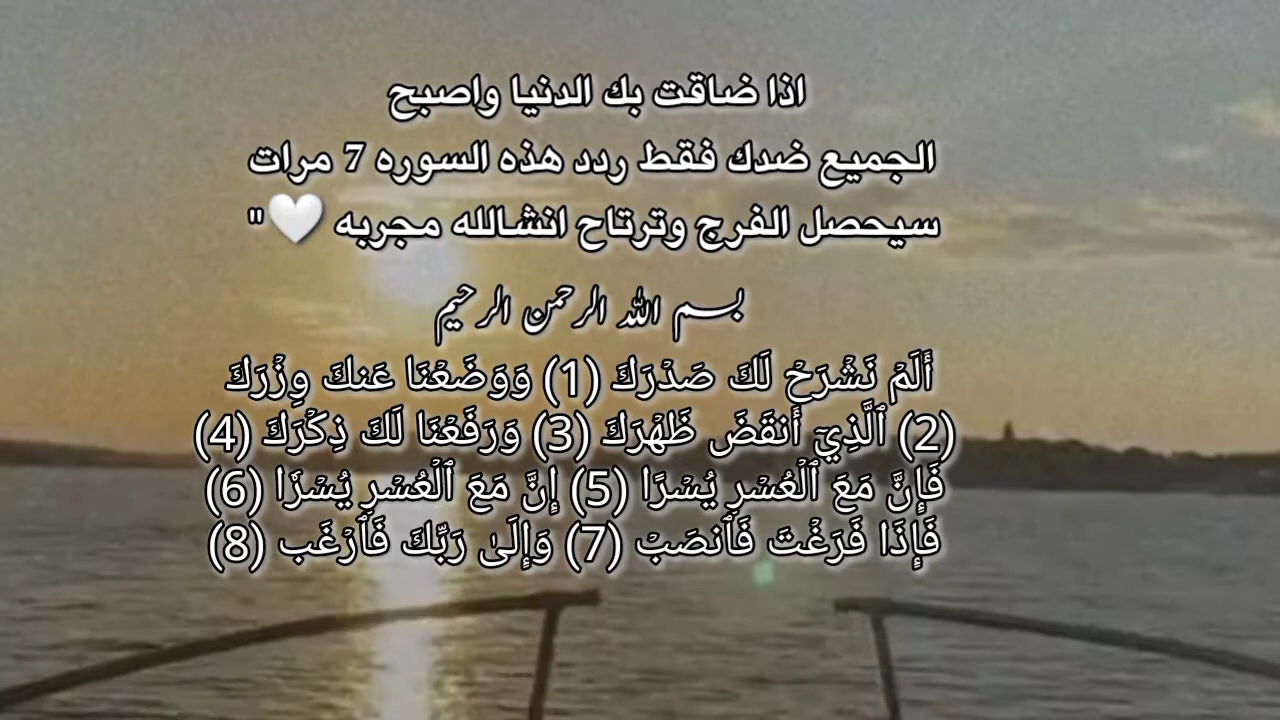 اذا ضاقت بك الدنيا واصبح
الجميع ضدك فقط ردد هذه السوره 7 مرات
سيحصل الفرج وترتاح انشالله مجربه 🤍"
بسم الله الرحمن الرحيم
أَلَمۡ نَشۡرَحۡ لَكَ صَدۡرَكَ (1) وَوَضَعۡنَا عَنكَ وِزۡرَكَ
(2) ٱلَّذِيٓ أَنقَضَ ظَهۡرَكَ (3) وَرَفَعۡنَا لَكَ ذِكۡرَكَ (4)
فَإِنَّ مَعَ ٱلۡعُسۡرِ يُسۡرًا (5) إِنَّ مَعَ ٱلۡعُسۡرِ يُسۡرٗا (6)
فَإِذَا فَرَغۡتَ فَٱنصَبۡ (7) وَإِلَىٰ رَبِّكَ فَٱرۡغَب (8)